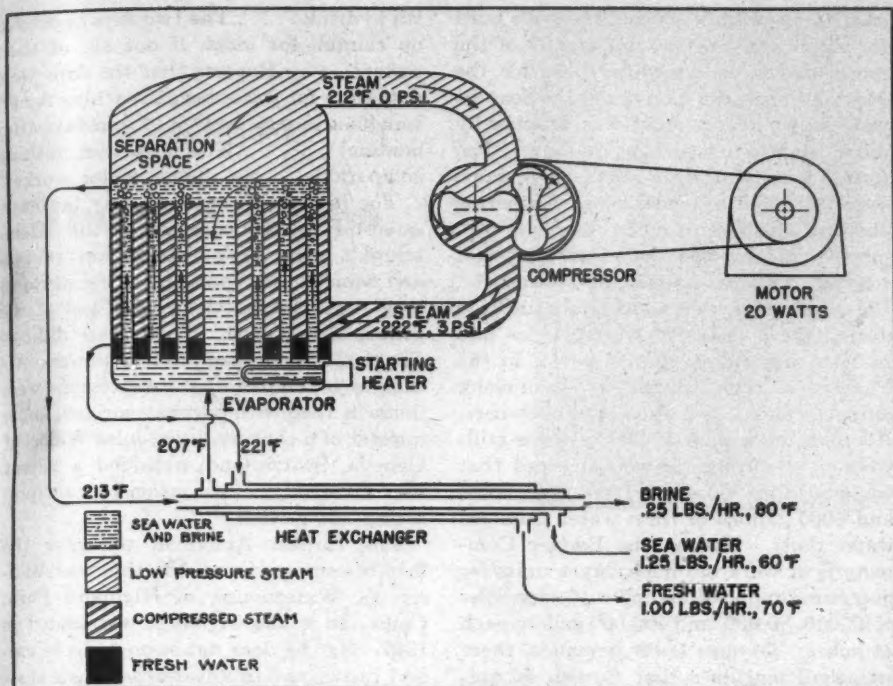 STEAM
212°F, 0 P.S.I.
SEPARATION
SPACE
COMPRESSOR
MOTOR
20 WATTS
STEAM
222°F, 3 P.S.I.
STARTING
HEATER
EVAPORATOR
207°F
221°F
213°F
HEAT EXCHANGER
BRINE
.25 LBS./HR., 80°F
SEA WATER
1.25 LBS./HR., 60°F
FRESH WATER
1.00 LBS./HR., 70°F
SEA WATER
AND BRINE
LOW PRESSURE STEAM
COMPRESSED STEAM
FRESH WATER